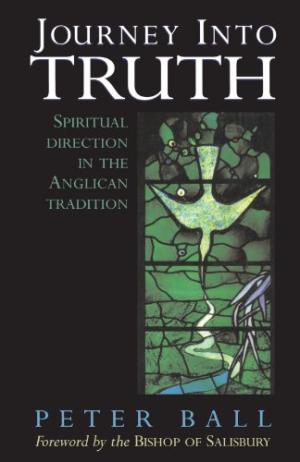 JOURNEY INTO
TRUTH
SPIRITUAL
DIRECTION
IN THE
ANGLICAN
TRADITION
PETER BALL
Foreword by the BISHOP OF SALISBURY